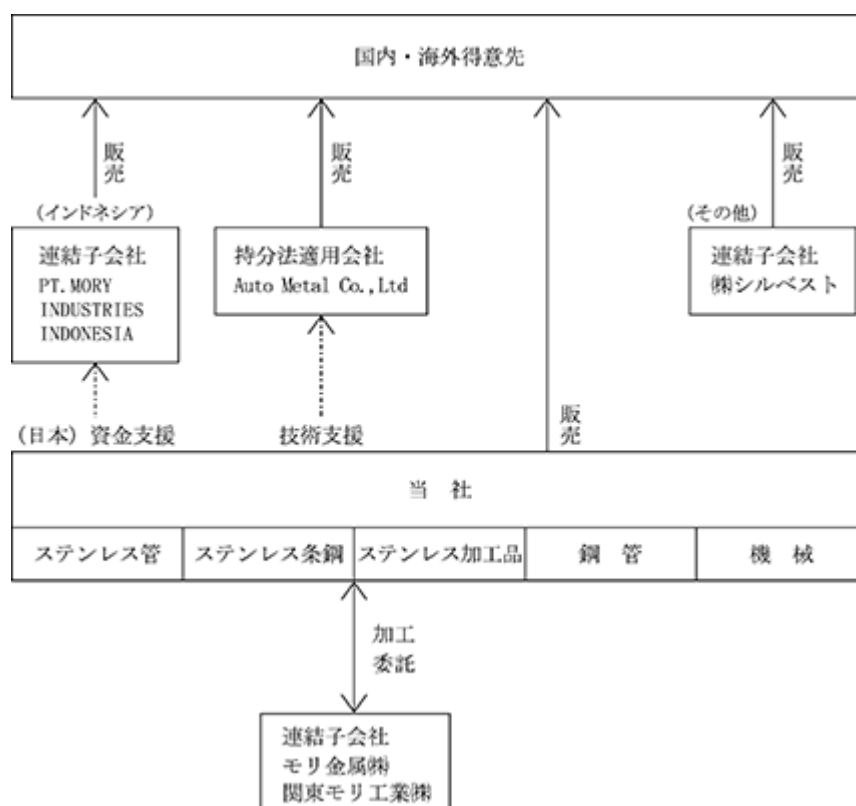 国内・海外得意先
販売
販売
販売
販売
(インドネシア)
連結子会社
PT.MORY
INDUSTRIES
INDONESIA
持分法適用会社
Auto Metal Co.,Ltd
(その他)
連結子会社
㈱シルベスト
(日本) 資金支援
技術支援
当 社
ステンレス管
ステンレス条鋼
ステンレス加工品
鋼 管
機 械
加工
委託
連結子会社
モリ金属㈱
関東モリ工業㈱